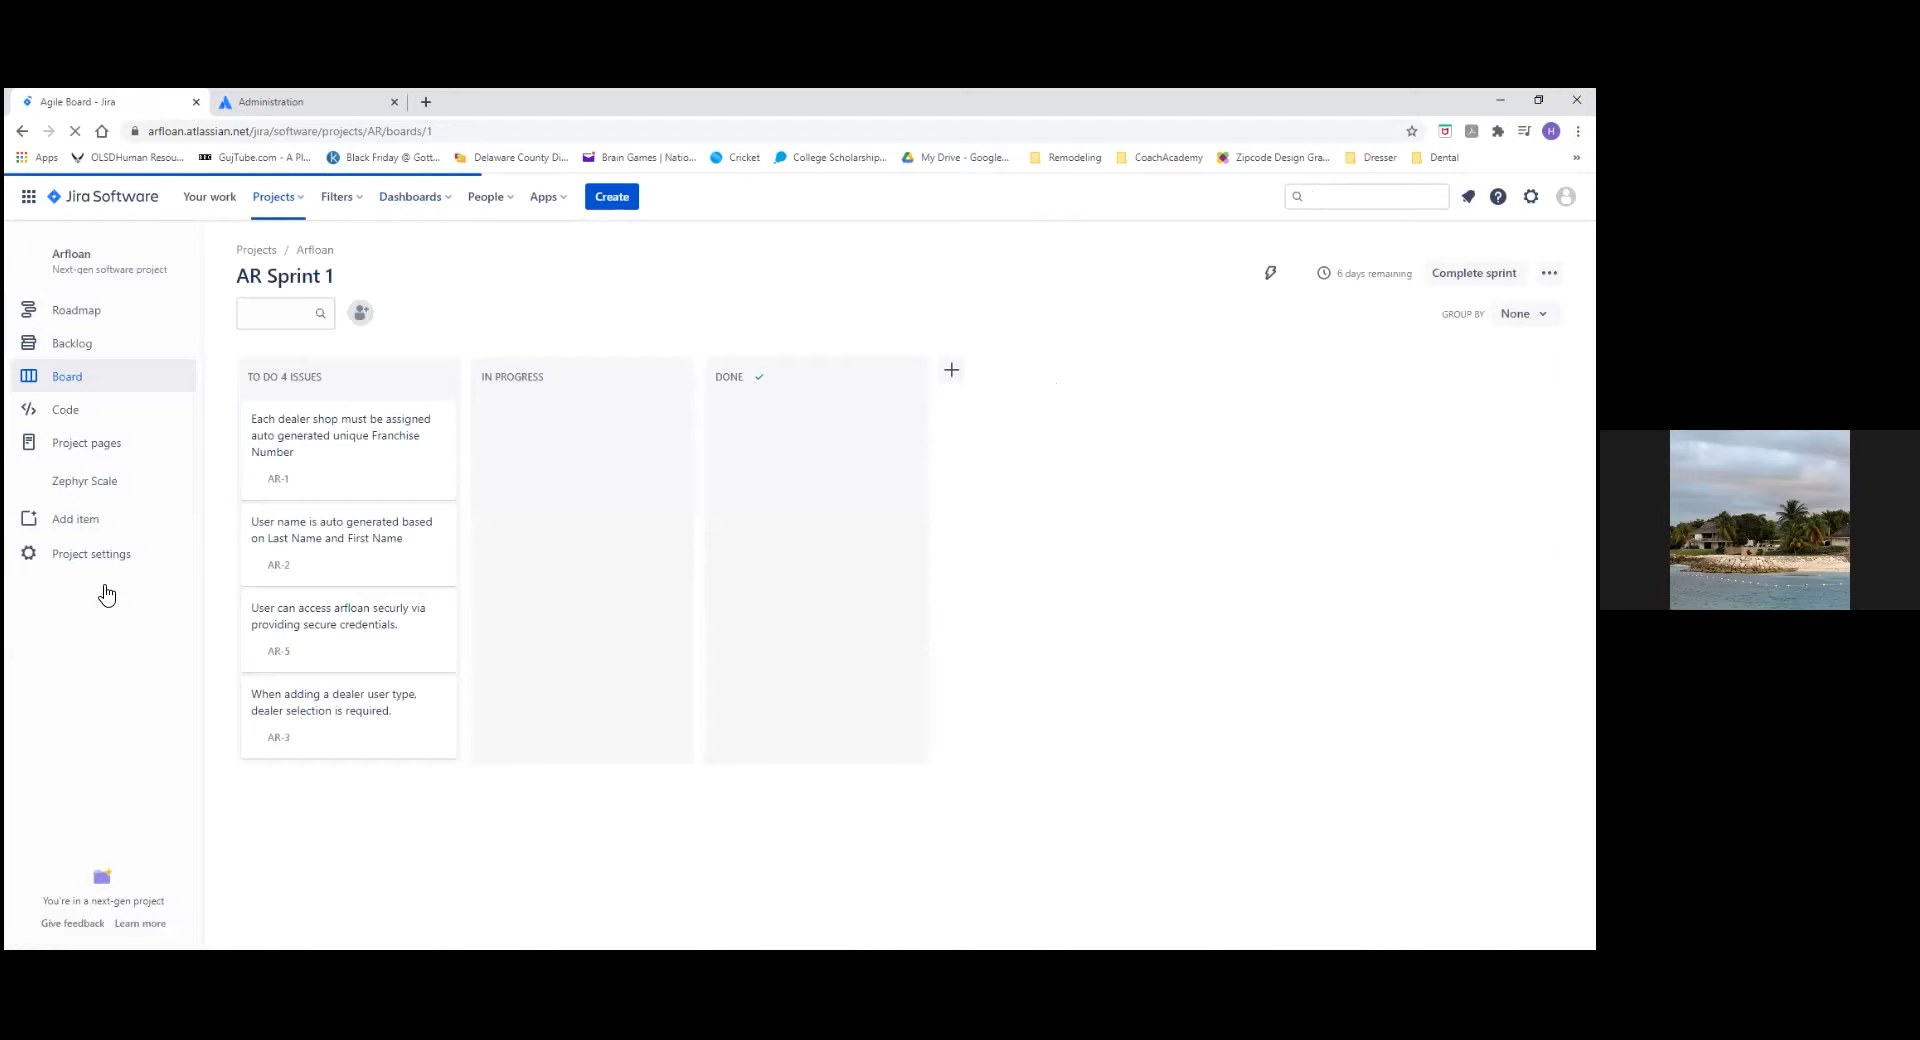 Agile Board - Jira
Administration
arfloan.atlassian.net/jira/software/projects/AR/boards/1
H
Apps
OLSDHuman Resou...
GujTube.com - A Pl...
Black Friday @ Gott...
Delaware County Di...
Brain Games | Natio...
Cricket
College Scholarship...
My Drive - Google...
Remodeling
CoachAcademy
Zipcode Design Gra...
Dresser
Dental
»
Jira Software
Your work
Projects
Filters
Dashboards
People
Apps
Create
Arfloan
Next-gen software project
Roadmap
Backlog
Board
Code
Project pages
Zephyr Scale
Add item
Project settings
You're in a next-gen project
Give feedback Learn more
Projects / Arfloan
AR Sprint 1
6 days remaining
Complete sprint
GROUP BY None
TO DO 4 ISSUES
Each dealer shop must be assigned
auto generated unique Franchise
Number
AR-1
User name is auto generated based
on Last Name and First Name
AR-2
User can access arfloan securly via
providing secure credentials.
AR-5
When adding a dealer user type,
dealer selection is required.
AR-3
IN PROGRESS
DONE